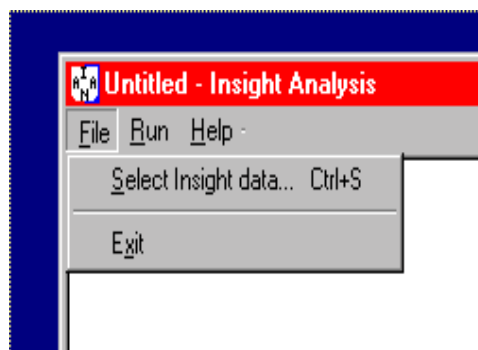 Untitled - Insight Analysis
File Run Help
Select Insight data... Ctrl+S
Exit